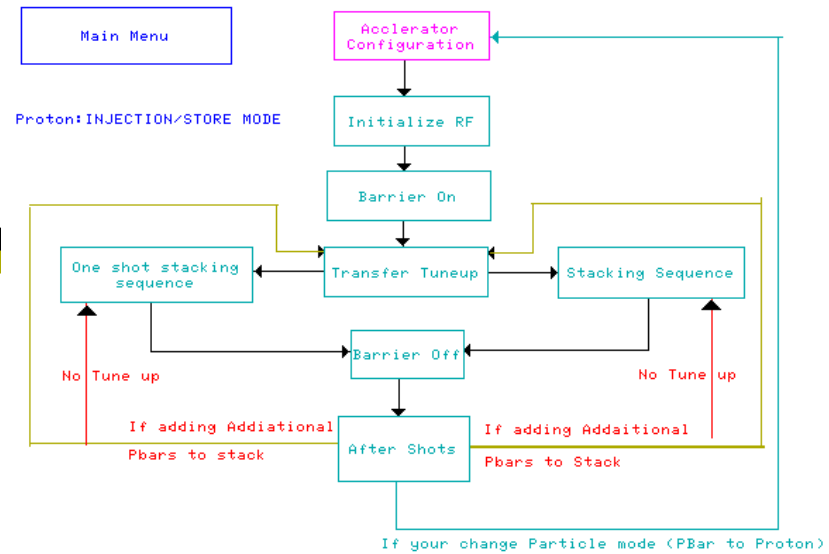 Main Menu
Acclerator
Configuration
Proton:INJECTION/STORE MODE
Initialize RF
Barrier On
One shot stacking
sequence
Transfer Tuneup
Stacking Sequence
Barrier Off
No Tune up
No Tune up
If adding Addiational
Pbars to stack
After Shots
If adding Addaitional
Pbars to Stack
If your change Particle mode (PBar to Proton)